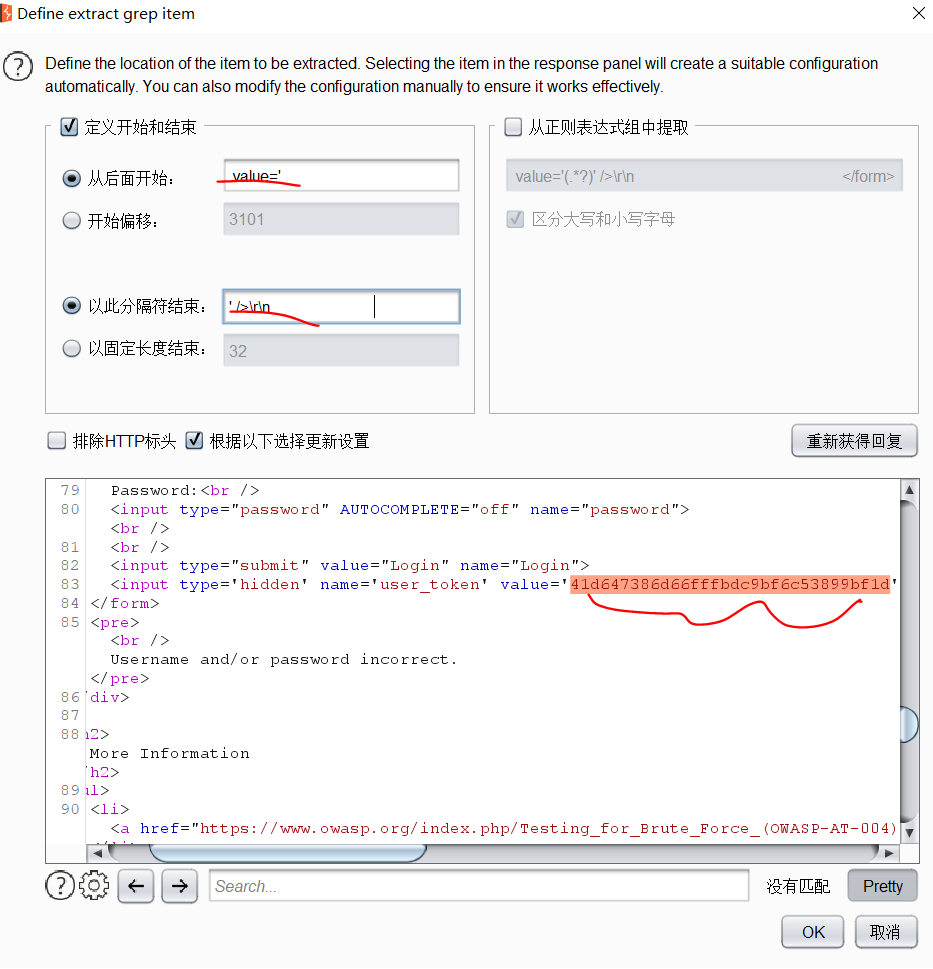 Define extract grep item
Define the location of the item to be extracted. Selecting the item in the response panel will create a suitable configuration
automatically. You can also modify the configuration manually to ensure it works effectively.
定义开始和结束
从后面开始: value='
开始偏移: 3101
以此分隔符结束: ' />\r\n
以固定长度结束: 32
从正则表达式组中提取
value='(.*?)' />\r\n </form>
区分大写和小写字母
排除HTTP标头 根据以下选择更新设置 重新获得回复
79 Password:<br />
80 <input type="password" AUTOCOMPLETE="off" name="password">
<br />
81 <br />
82 <input type="submit" value="Login" name="Login">
83 <input type='hidden' name='user_token' value='41d647386d66fffbdc9bf6c53899bf1d'
84 </form>
85 <pre>
<br />
Username and/or password incorrect.
</pre>
86 /div>
87
88 h2>
More Information
/h2>
89 ul>
90 <li>
<a href="https://www.owasp.org/index.php/Testing_for_Brute_Force_(OWASP-AT-004)
Search... 没有匹配 Pretty
OK 取消